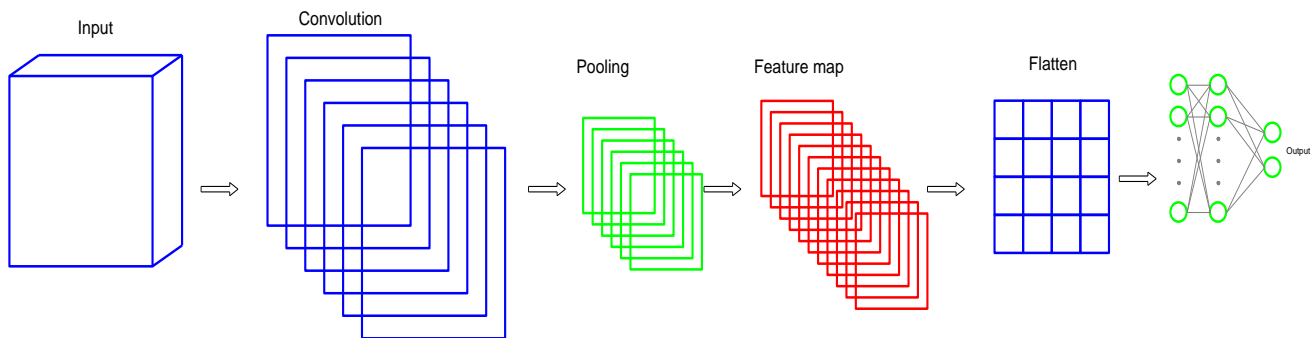 Input
Convolution
Pooling
Feature map
Flatten
Output